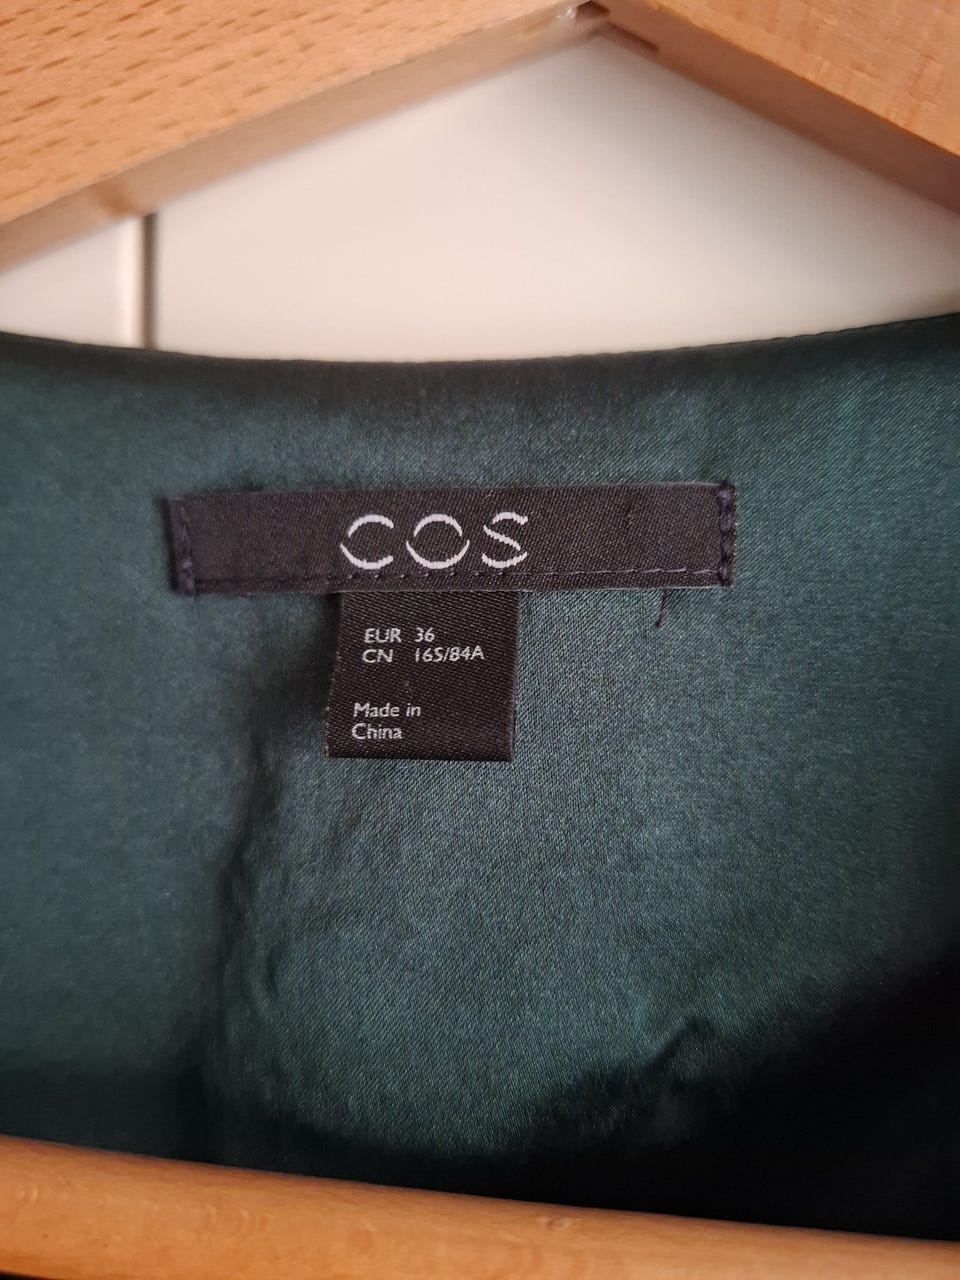 COS
EUR 36
CN 165/84A
Made in
China